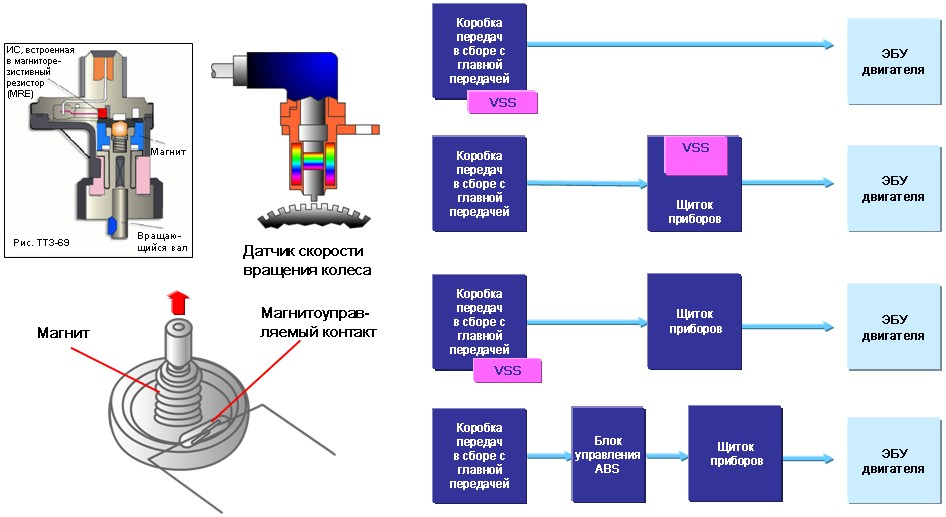 ИС, встроенная
в магниторе-
зистивный
резистор
(MRE)
Магнит
Вращаю-
щийся вал
Рис. ТТЗ-69
Датчик скорости
вращения колеса
Магнитоуправ-
ляемый контакт
Магнит
Коробка
передач
в сборе с
главной
передачей
VSS
ЭБУ
двигателя
Коробка
передач
в сборе с
главной
передачей
VSS
Щиток
приборов
ЭБУ
двигателя
Коробка
передач
в сборе с
главной
передачей
VSS
Щиток
приборов
ЭБУ
двигателя
Коробка
передач
в сборе с
главной
передачей
Блок
управления
ABS
Щиток
приборов
ЭБУ
двигателя